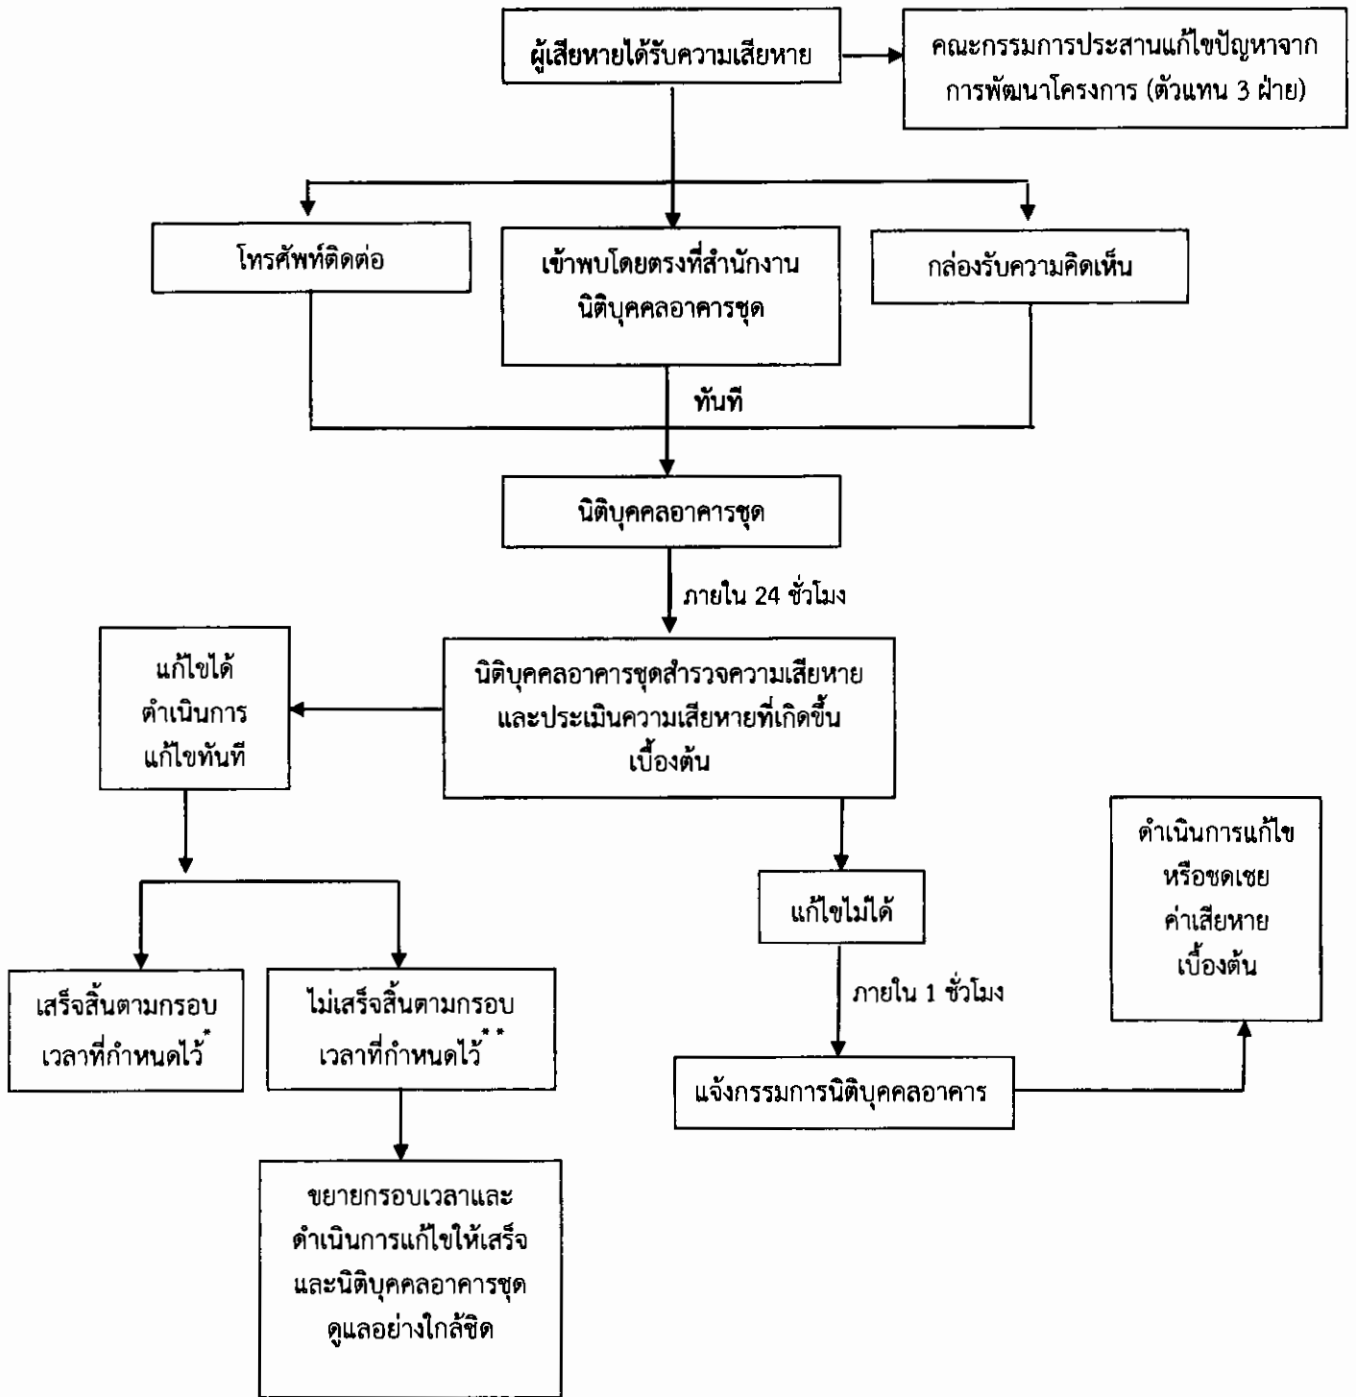 ผู้เสียหายได้รับความเสียหาย
คณะกรรมการประสานแก้ไขปัญหาจาก
การพัฒนาโครงการ (ตัวแทน 3 ฝ่าย)
โทรศัพท์ติดต่อ
เข้าพบโดยตรงที่สำนักงาน
นิติบุคคลอาคารชุด
กล่องรับความคิดเห็น
ทันที
นิติบุคคลอาคารชุด
ภายใน 24 ชั่วโมง
แก้ไขได้
ดำเนินการ
แก้ไขทันที
นิติบุคคลอาคารชุดสำรวจความเสียหาย
และประเมินความเสียหายที่เกิดขึ้น
เบื้องต้น
ดำเนินการแก้ไข
หรือชดเชย
ค่าเสียหาย
เบื้องต้น
แก้ไขไม่ได้
เสร็จสิ้นตามกรอบ
เวลาที่กำหนดไว้*
ไม่เสร็จสิ้นตามกรอบ
เวลาที่กำหนดไว้**
ภายใน 1 ชั่วโมง
แจ้งกรรมการนิติบุคคลอาคาร
ขยายกรอบเวลาและ
ดำเนินการแก้ไขให้เสร็จ
และนิติบุคคลอาคารชุด
ดูแลอย่างใกล้ชิด